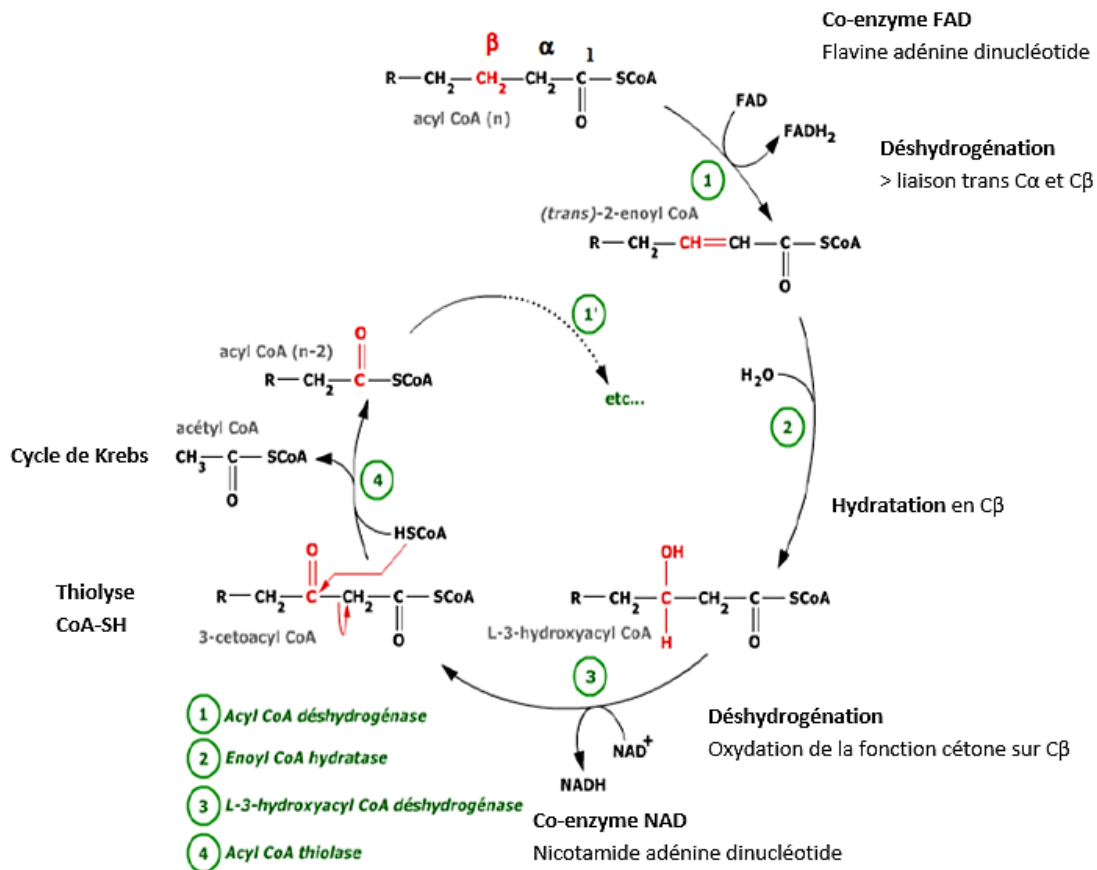 Co-enzyme FAD
Flavine adénine dinucléotide
β α 1
R—CH2—CH2—CH2—C—SCoA
O
acyl CoA (n)
FAD
FADH2
Déshydrogénation
> liaison trans Cα et Cβ
1
(trans)-2-enoyl CoA
R—CH2—CH=CH—C—SCoA
O
1'
etc...
O
acyl CoA (n-2)
R—CH2—C—SCoA
H2O
2
acétyl CoA
Cycle de Krebs
CH3—C—SCoA
O
4
HSCoA
Hydratation en Cβ
Thiolyse
CoA-SH
O
R—CH2—C—CH2—C—SCoA
O
3-cetoacyl CoA
OH
R—CH2—C—CH2—C—SCoA
H
O
L-3-hydroxyacyl CoA
3
NAD+
NADH
Déshydrogénation
Oxydation de la fonction cétone sur Cβ
1 Acyl CoA déshydrogénase
2 Enoyl CoA hydratase
3 L-3-hydroxyacyl CoA déshydrogénase
4 Acyl CoA thiolase
Co-enzyme NAD
Nicotamide adénine dinucléotide